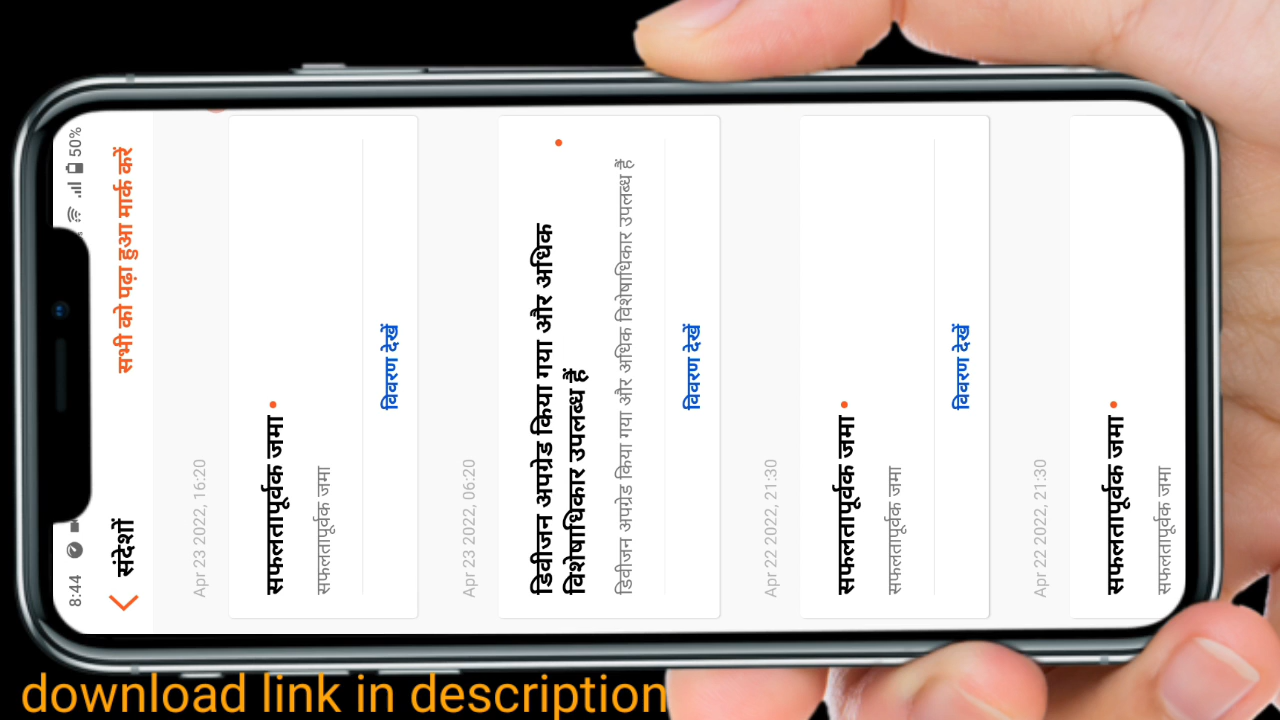 8:44
50%
संदेशों
सभी को पढ़ा हुआ मार्क करें
Apr 23 2022, 16:20
सफलतापूर्वक जमा
सफलतापूर्वक जमा
विवरण देखें
Apr 23 2022, 06:20
डिवीजन अपग्रेड किया गया और अधिक
विशेषाधिकार उपलब्ध हैं
डिवीजन अपग्रेड किया गया और अधिक विशेषाधिकार उपलब्ध हैं
विवरण देखें
Apr 22 2022, 21:30
सफलतापूर्वक जमा
सफलतापूर्वक जमा
विवरण देखें
Apr 22 2022, 21:30
सफलतापूर्वक जमा
सफलतापूर्वक जमा
download link in description